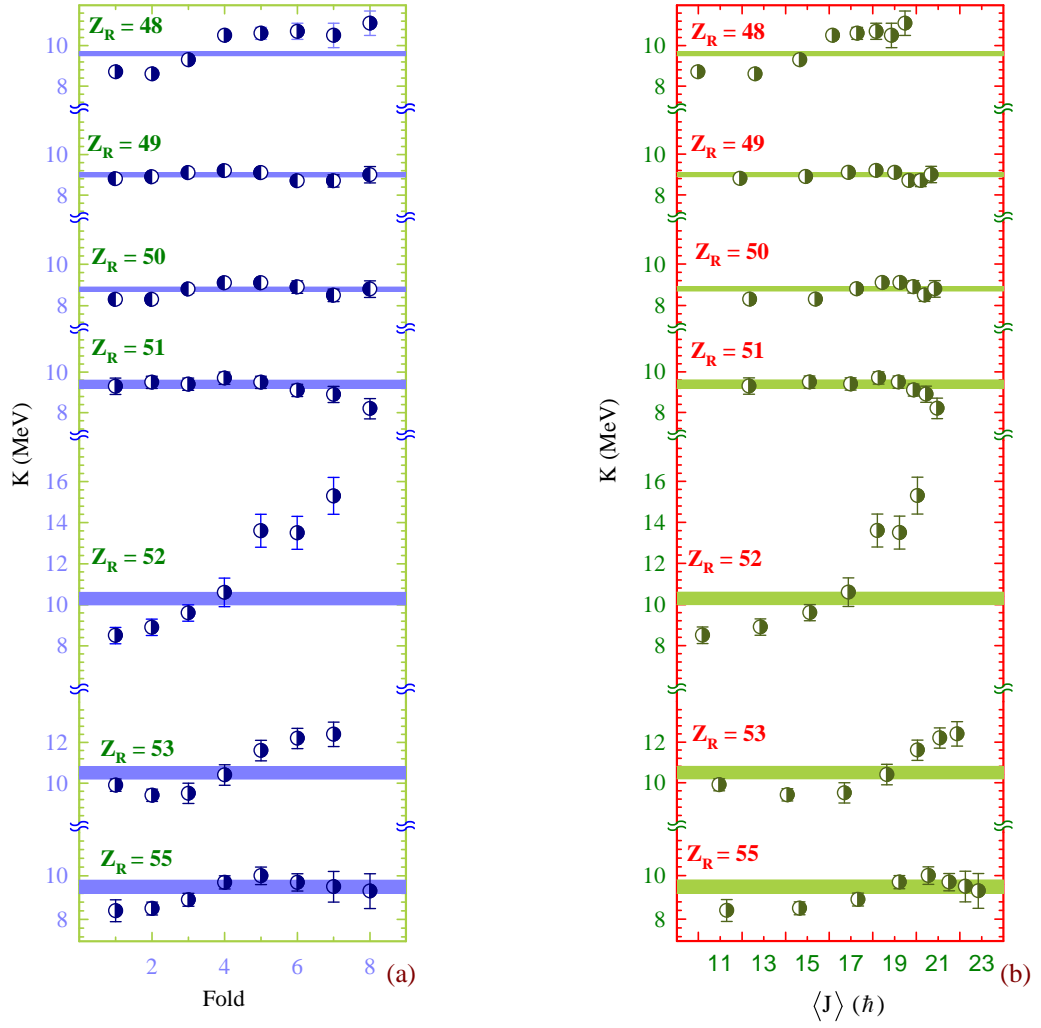 Z_R = 48
10
8
Z_R = 49
10
8
Z_R = 50
10
8
Z_R = 51
10
8
K (MeV)
16
14
Z_R = 52
12
10
8
Z_R = 53
12
10
Z_R = 55
10
8
2 4 6 8
(a)
Fold
Z_R = 48
10
8
Z_R = 49
10
8
Z_R = 50
10
8
Z_R = 51
10
8
K (MeV)
16
14
12
Z_R = 52
10
8
Z_R = 53
12
10
Z_R = 55
10
8
11 13 15 17 19 21 23
(b)
⟨J⟩ (ℏ)